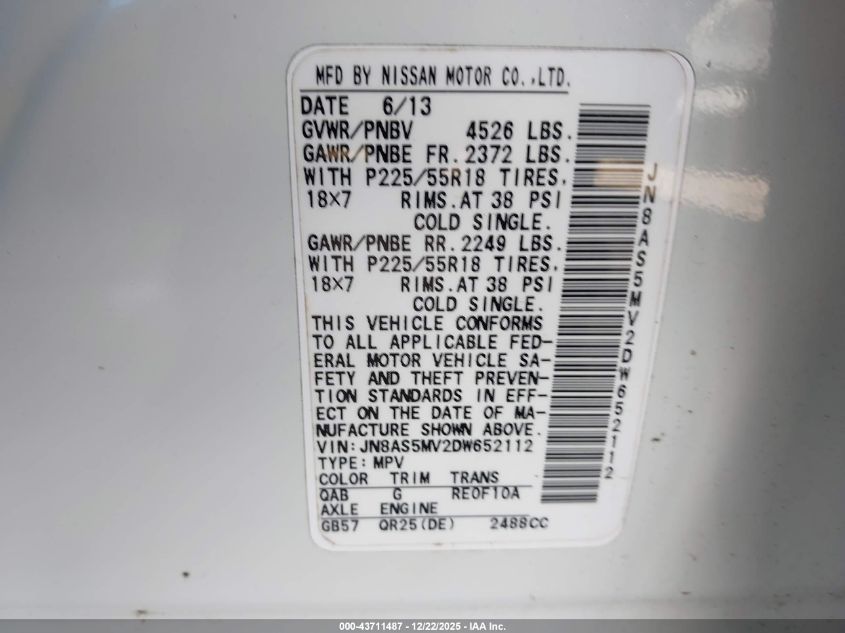 MFD BY NISSAN MOTOR CO.,LTD.
DATE 6/13
GVWR/PNBV 4526 LBS.
GAWR/PNBE FR. 2372 LBS.
WITH P225/55R18 TIRES.
18×7 RIMS.AT 38 PSI
COLD SINGLE.
GAWR/PNBE RR. 2249 LBS.
WITH P225/55R18 TIRES.
18×7 RIMS.AT 38 PSI
COLD SINGLE.
THIS VEHICLE CONFORMS
TO ALL APPLICABLE FED-
ERAL MOTOR VEHICLE SA-
FETY AND THEFT PREVEN-
TION STANDARDS IN EFF-
ECT ON THE DATE OF MA-
NUFACTURE SHOWN ABOVE.
VIN:JN8AS5MV2DW652112
TYPE:MPV
COLOR TRIM TRANS
QAB G RE0F10A
AXLE ENGINE
GB57 QR25(DE) 2488CC
JN8AS5MV2DW652112
000-43711487 - 12/22/2025 - IAA Inc.